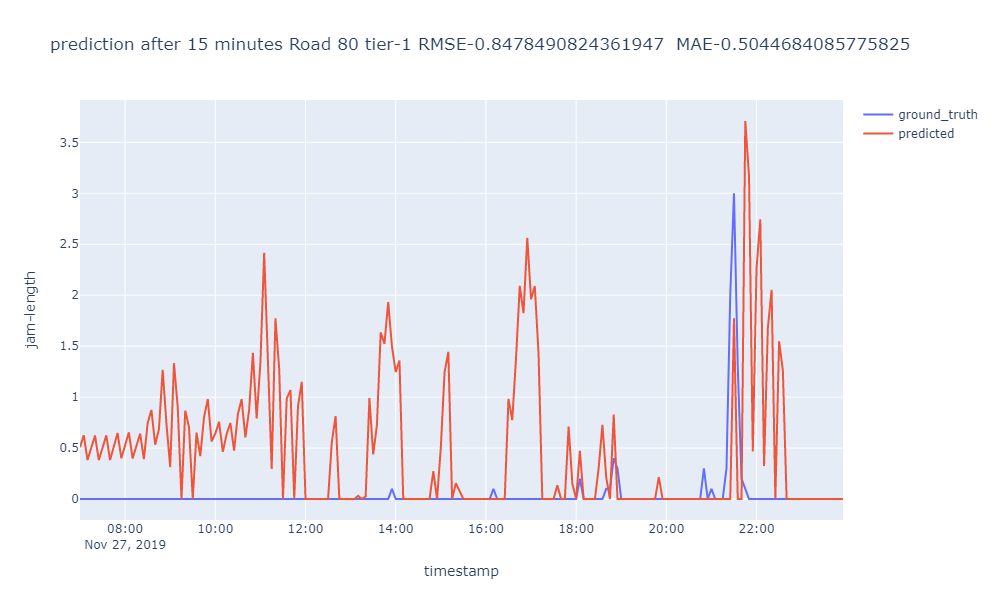 prediction after 15 minutes Road 80 tier-1 RMSE-0.8478490824361947  MAE-0.5044684085775825
ground_truth
predicted
3.5
3
2.5
2
1.5
1
0.5
0
jam-length
08:00 10:00 12:00 14:00 16:00 18:00 20:00 22:00
Nov 27, 2019
timestamp